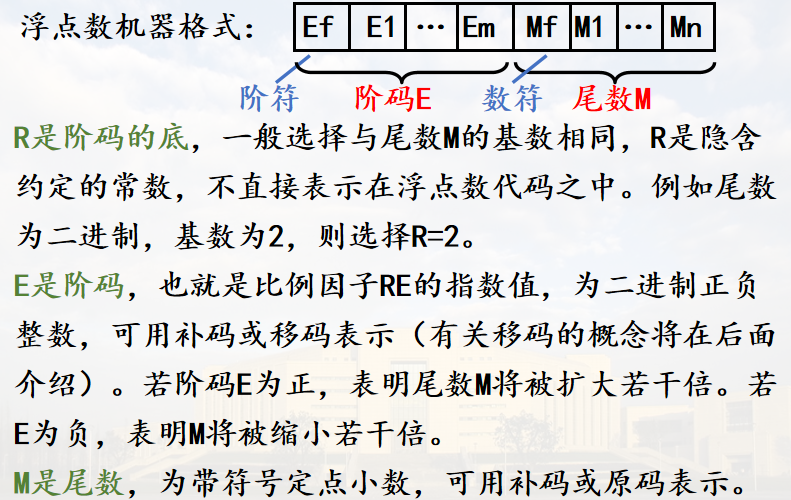 浮点数机器格式： Ef E1 … Em Mf M1 … Mn
阶符 阶码E 数符 尾数M
R是阶码的底，一般选择与尾数M的基数相同，R是隐含
约定的常数，不直接表示在浮点数代码之中。例如尾数
为二进制，基数为2，则选择R=2。
E是阶码，也就是比例因子RE的指数值，为二进制正负
整数，可用补码或移码表示（有关移码的概念将在后面
介绍）。若阶码E为正，表明尾数M将被扩大若干倍。若
E为负，表明M将被缩小若干倍。
M是尾数，为带符号定点小数，可用补码或原码表示。